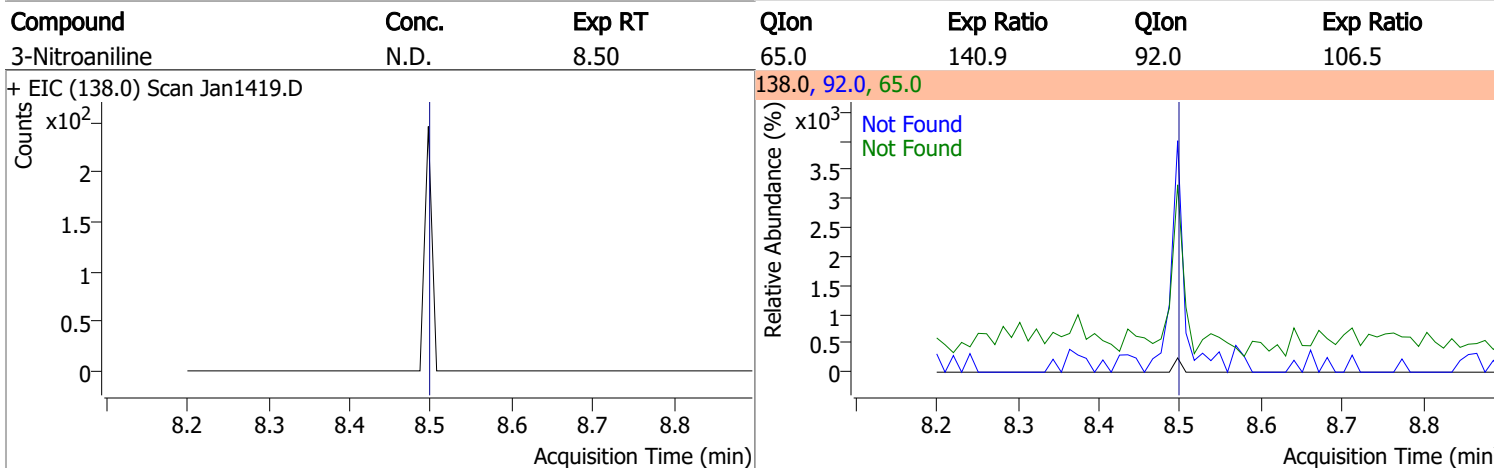 Compound Conc. Exp RT QIon Exp Ratio QIon Exp Ratio
3-Nitroaniline N.D. 8.50 65.0 140.9 92.0 106.5
+ EIC (138.0) Scan Jan1419.D
Counts
x10²
2
1.5
1
0.5
0
8.2 8.3 8.4 8.5 8.6 8.7 8.8
Acquisition Time (min)
138.0, 92.0, 65.0
Relative Abundance (%)
x10³
Not Found
Not Found
3.5
3
2.5
2
1.5
1
0.5
0
8.2 8.3 8.4 8.5 8.6 8.7 8.8
Acquisition Time (min